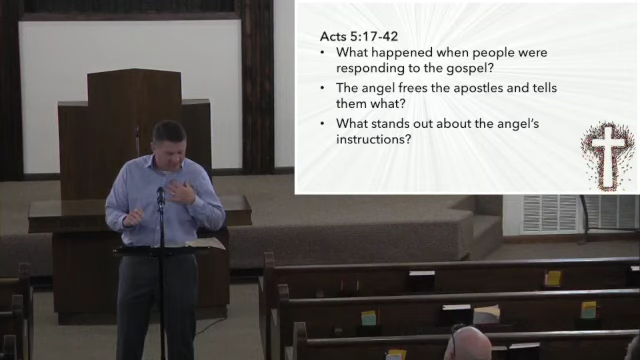 Acts 5:17-42
• What happened when people were
responding to the gospel?
• The angel frees the apostles and tells
them what?
• What stands out about the angel's
instructions?